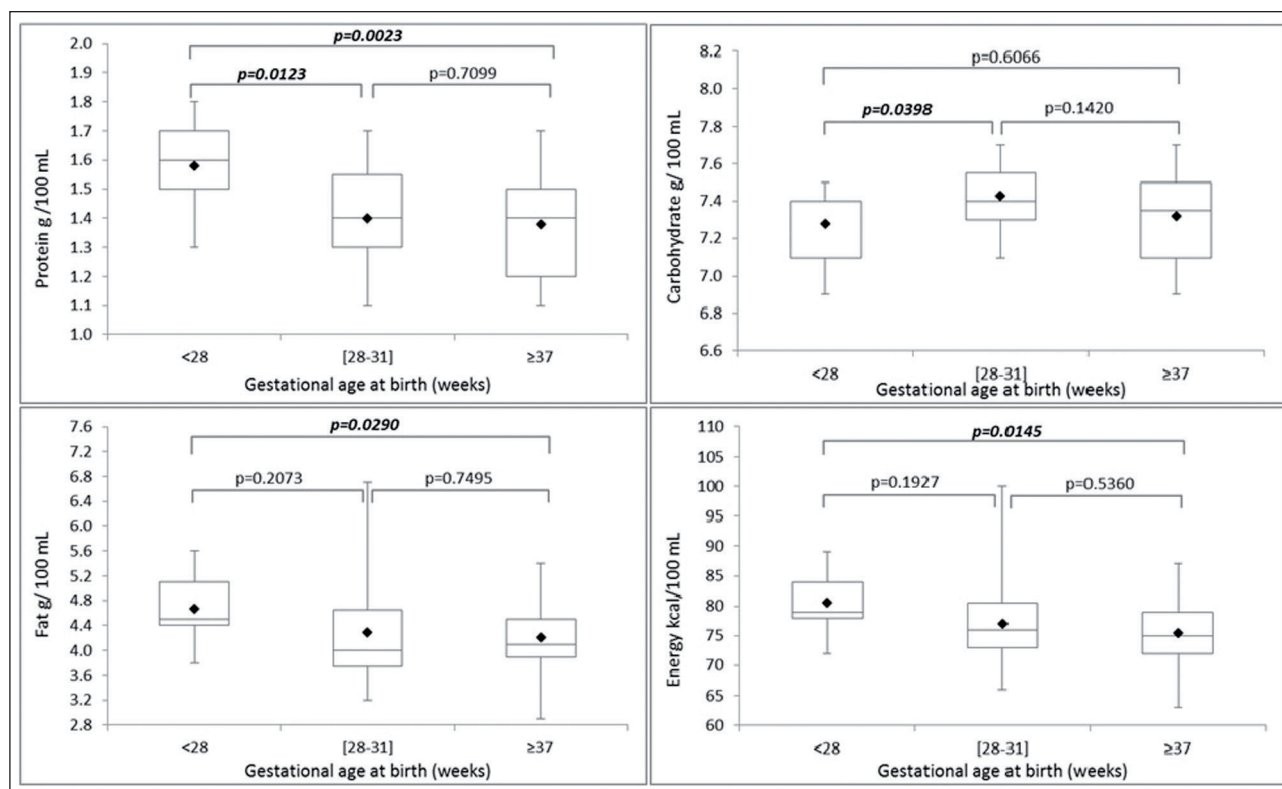 p=0.0023
p=0.0123
p=0.7099
Protein g /100 mL
2.0
1.9
1.8
1.7
1.6
1.5
1.4
1.3
1.2
1.1
1.0
<28
[28-31]
≥37
Gestational age at birth (weeks)
p=0.6066
p=0.0398
p=0.1420
Carbohydrate g/ 100 mL
8.2
8.0
7.8
7.6
7.4
7.2
7.0
6.8
6.6
<28
[28-31]
≥37
Gestational age at birth (weeks)
p=0.0290
p=0.2073
p=0.7495
Fat g/ 100 mL
7.6
7.2
6.8
6.4
6.0
5.6
5.2
4.8
4.4
4.0
3.6
3.2
2.8
<28
[28-31]
≥37
Gestational age at birth (weeks)
p=0.0145
p=0.1927
p=0.5360
Energy kcal/100 mL
110
105
100
95
90
85
80
75
70
65
60
<28
[28-31]
≥37
Gestational age at birth (weeks)